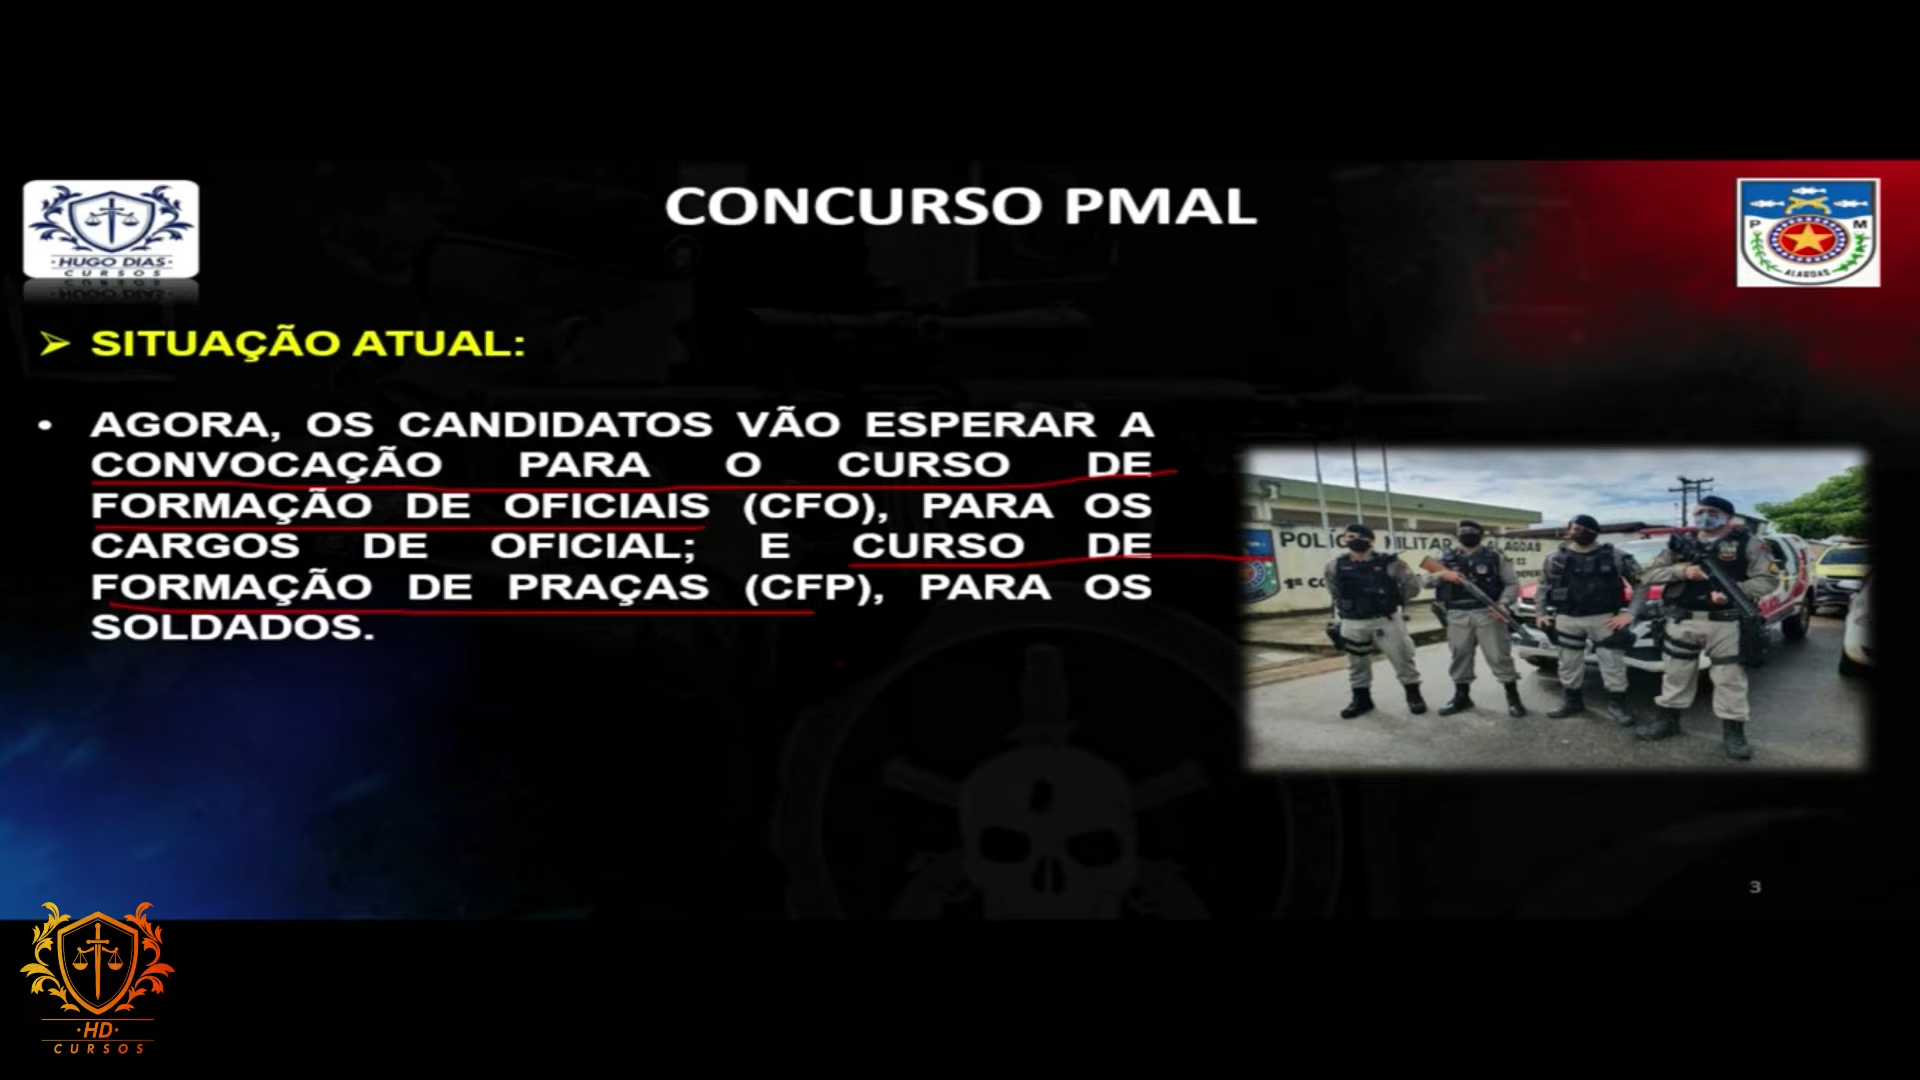 CONCURSO PMAL
·HUGO DIAS·
CURSOS
P M
ALAGOAS
➢ SITUAÇÃO ATUAL:
• AGORA, OS CANDIDATOS VÃO ESPERAR A
CONVOCAÇÃO PARA O CURSO DE
FORMAÇÃO DE OFICIAIS (CFO), PARA OS
CARGOS DE OFICIAL; E CURSO DE
FORMAÇÃO DE PRAÇAS (CFP), PARA OS
SOLDADOS.
ALAGOAS
3
·HD·
CURSOS